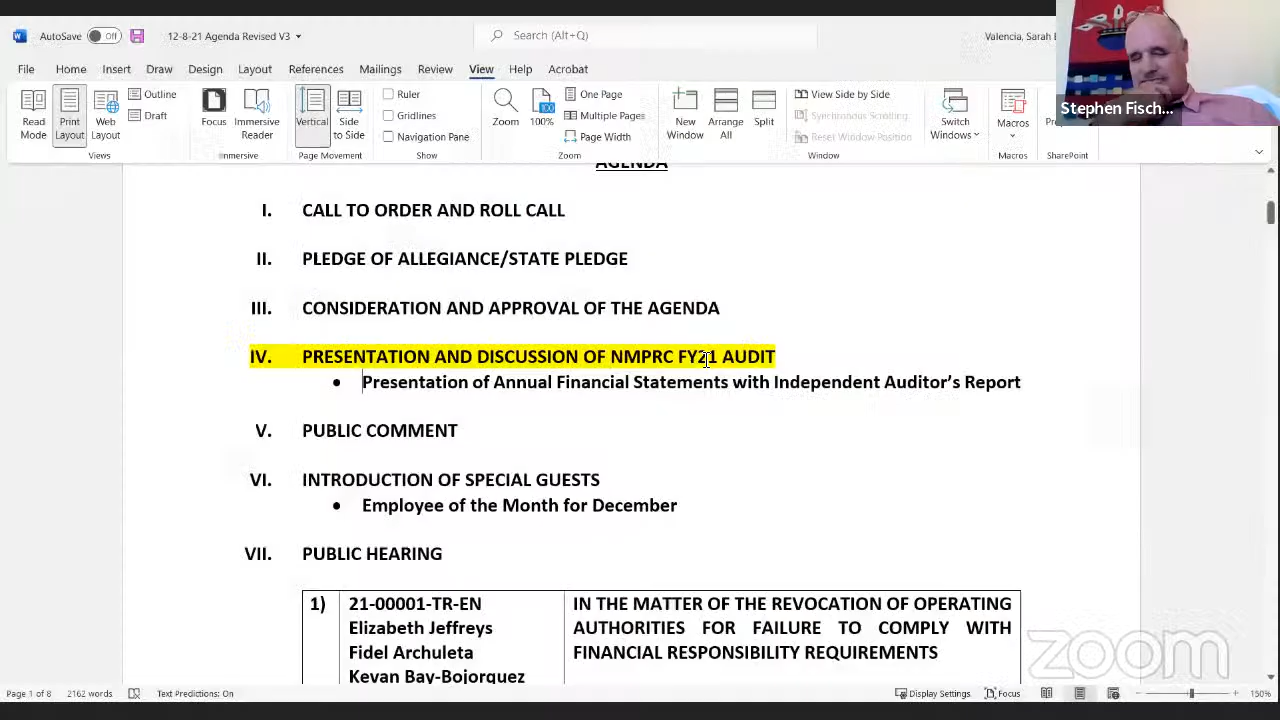 AutoSave Off 12-8-21 Agenda Revised V3 Search (Alt+Q) Valencia, Sarah B
File Home Insert Draw Design Layout References Mailings Review View Help Acrobat
Stephen Fisch...
Read Mode
Print Layout
Web Layout
Outline
Draft
Views
Focus
Immersive Reader
Immersive
Vertical
Side to Side
Page Movement
Ruler
Gridlines
Navigation Pane
Show
Zoom
100%
One Page
Multiple Pages
Page Width
Zoom
New Window
Arrange All
Split
View Side by Side
Synchronous Scrolling
Reset Window Position
Window
Switch Windows
Macros
Macros
SharePoint
AGENDA
I. CALL TO ORDER AND ROLL CALL
II. PLEDGE OF ALLEGIANCE/STATE PLEDGE
III. CONSIDERATION AND APPROVAL OF THE AGENDA
IV. PRESENTATION AND DISCUSSION OF NMPRC FY21 AUDIT
• Presentation of Annual Financial Statements with Independent Auditor’s Report
V. PUBLIC COMMENT
VI. INTRODUCTION OF SPECIAL GUESTS
• Employee of the Month for December
VII. PUBLIC HEARING
1) 21-00001-TR-EN IN THE MATTER OF THE REVOCATION OF OPERATING
Elizabeth Jeffreys AUTHORITIES FOR FAILURE TO COMPLY WITH
Fidel Archuleta FINANCIAL RESPONSIBILITY REQUIREMENTS
Kevan Bay-Bojorquez
zoom
Page 1 of 8 2162 words Text Predictions: On Display Settings Focus 150%